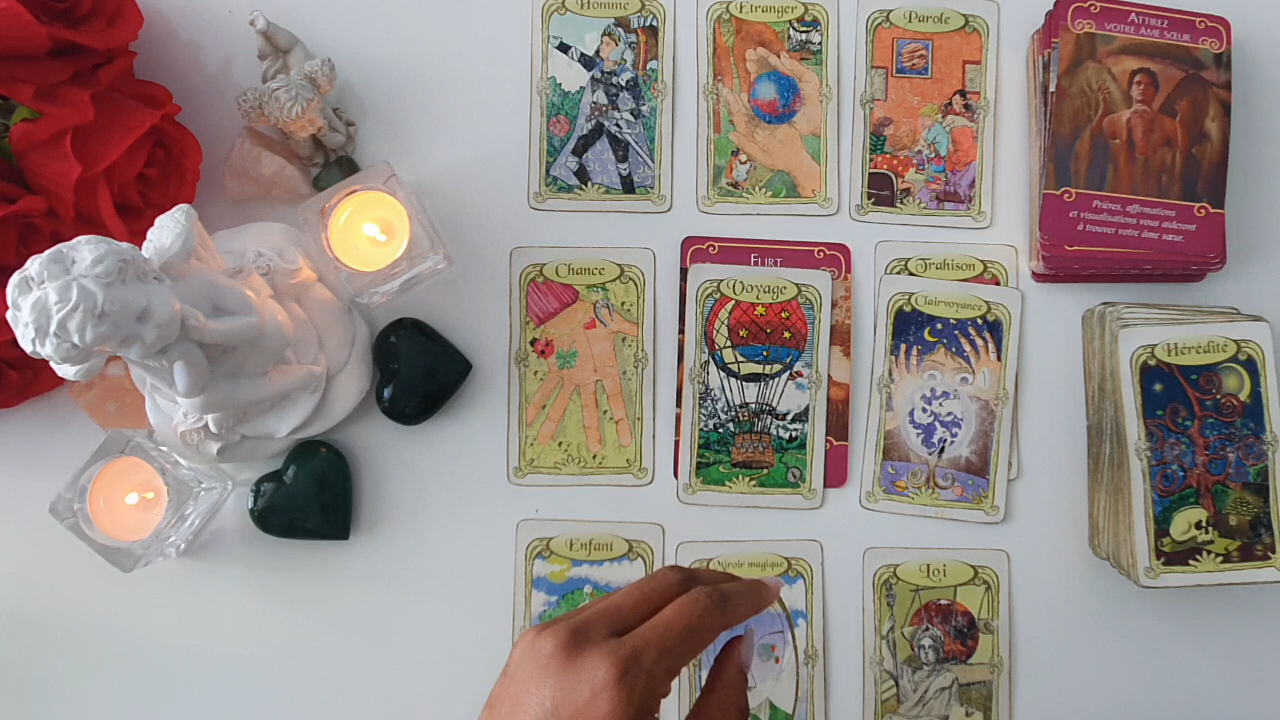 Homme
Etranger
Parole
Attirez
votre âme sœur
Prières, affirmations
et visualisations vous aideront
à trouver votre âme sœur.
Chance
Flirt
Voyage
Trahison
Clairvoyance
Hérédité
Enfant
Miroir magique
Loi